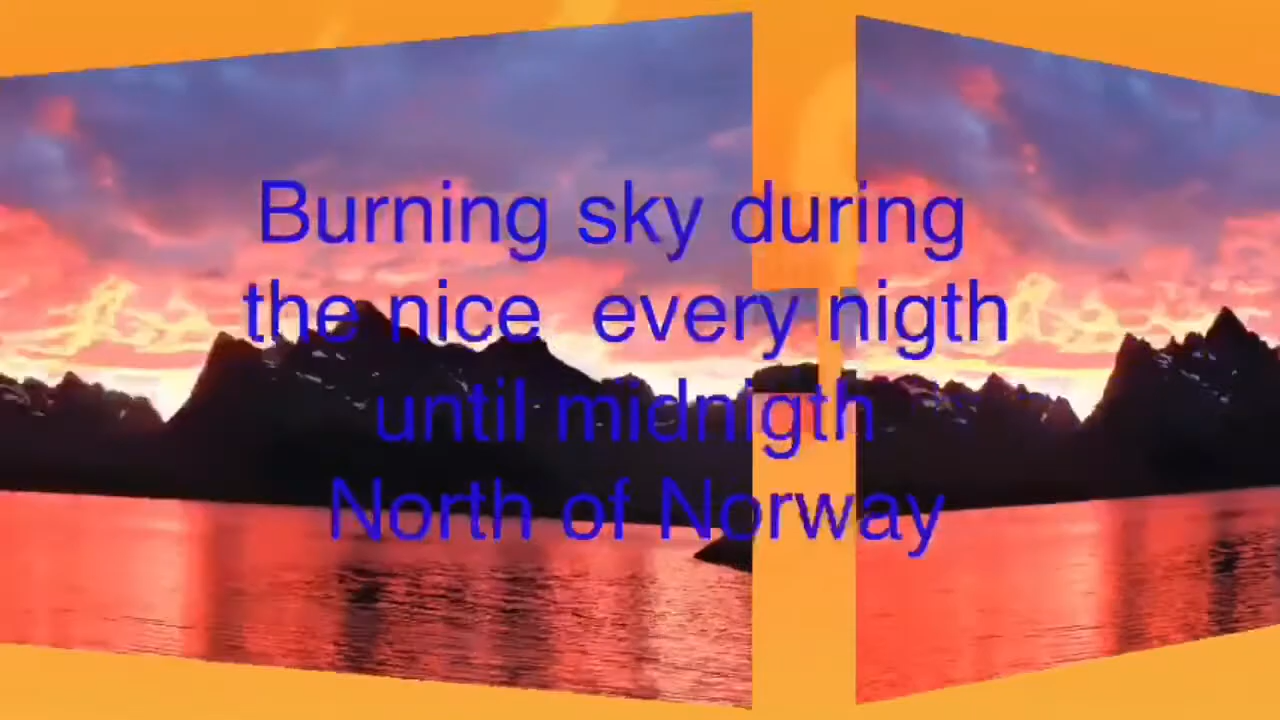 Burning sky during
the nice  every nigth
until midnigth
North of Norway